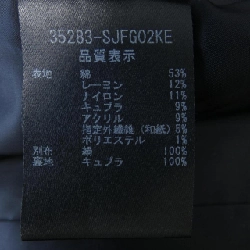 352B3-SJFG02KE
品質表示
表地 綿 53%
レーヨン 12%
ナイロン 11%
キュプラ 9%
アクリル 9%
指定外繊維(和紙) 6%
ポリエステル 1%
別布 綿 100%
裏地 キュプラ 100%